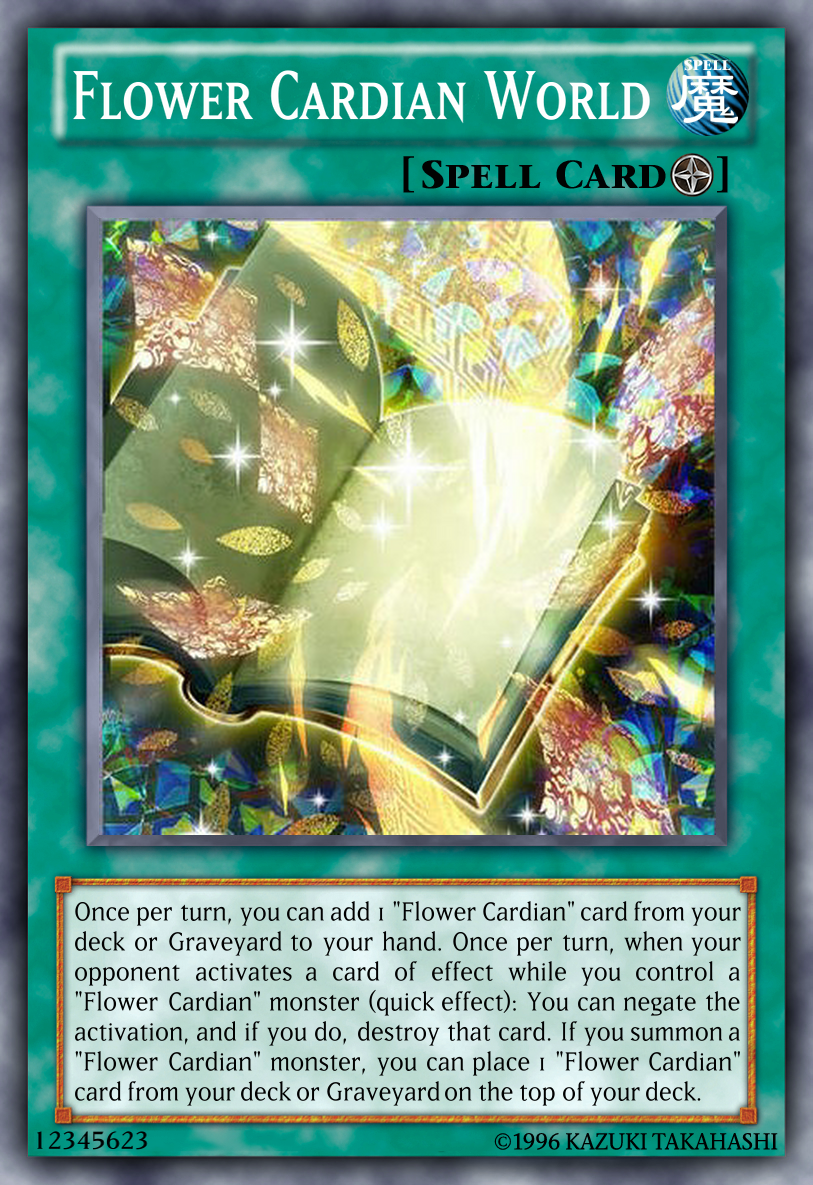 Flower Cardian World
SPELL
魔
[Spell Card]
Once per turn, you can add 1 "Flower Cardian" card from your
deck or Graveyard to your hand. Once per turn, when your
opponent activates a card of effect while you control a
"Flower Cardian" monster (quick effect): You can negate the
activation, and if you do, destroy that card. If you summon a
"Flower Cardian" monster, you can place 1 "Flower Cardian"
card from your deck or Graveyard on the top of your deck.
12345623
©1996 KAZUKI TAKAHASHI